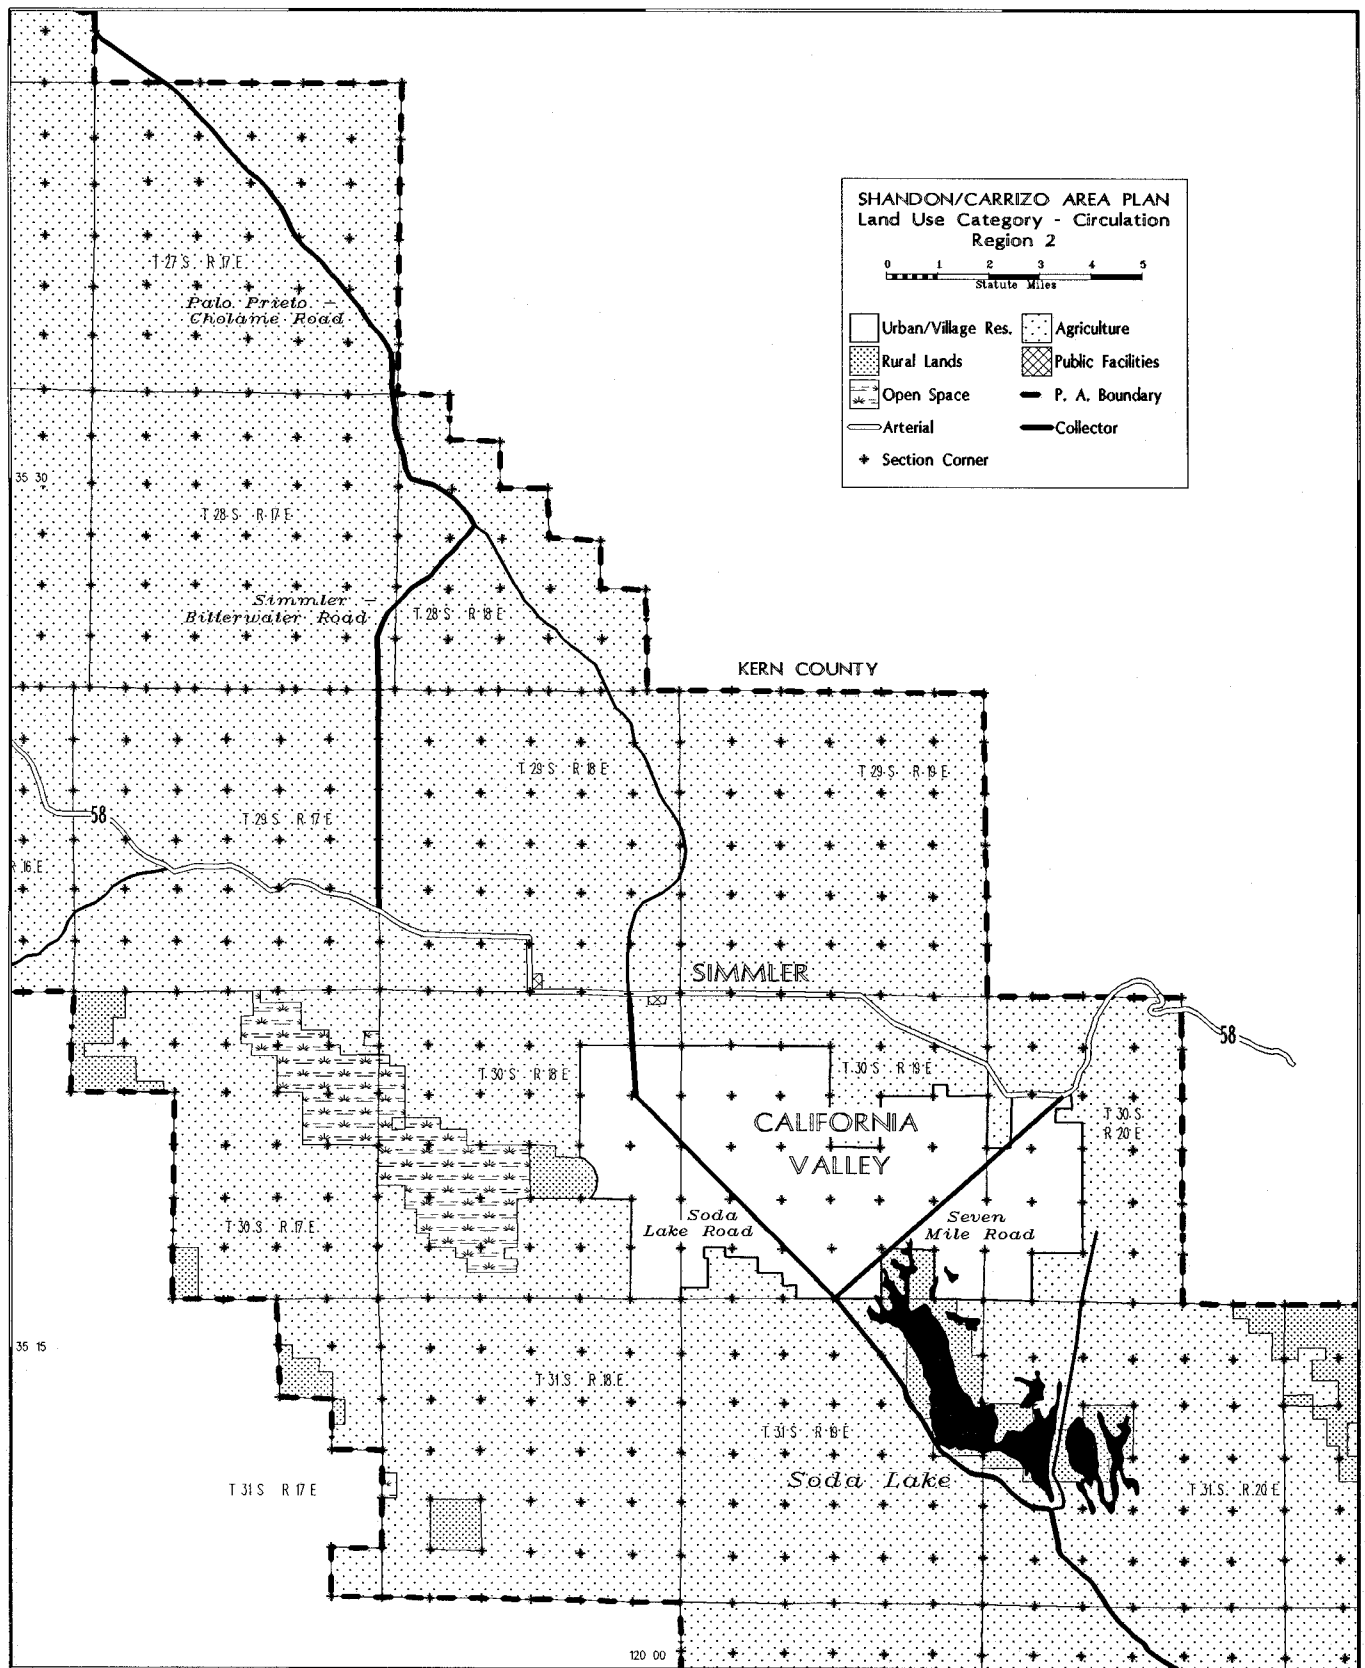 SHANDON/CARRIZO AREA PLAN
Land Use Category - Circulation
Region 2
0 1 2 3 4 5
Statute Miles
Urban/Village Res.
Agriculture
Rural Lands
Public Facilities
Open Space
P. A. Boundary
Arterial
Collector
Section Corner
T 27 S R 17 E
Palo Prieto -
Cholame Road
35 30
T 28 S R 17 E
Simmler -
Bitterwater Road
T 28 S R 18 E
KERN COUNTY
T 29 S R 18 E
T 29 S R 19 E
58
T 29 S R 17 E
R 16 E
SIMMLER
58
T 30 S R 18 E
T 30 S R 19 E
CALIFORNIA
VALLEY
T 30 S
R 20 E
T 30 S R 17 E
Soda
Lake Road
Seven
Mile Road
35 15
T 31 S R 18 E
T 31 S R 19 E
Soda Lake
T 31 S R 17 E
T 31 S R 20 E
120 00